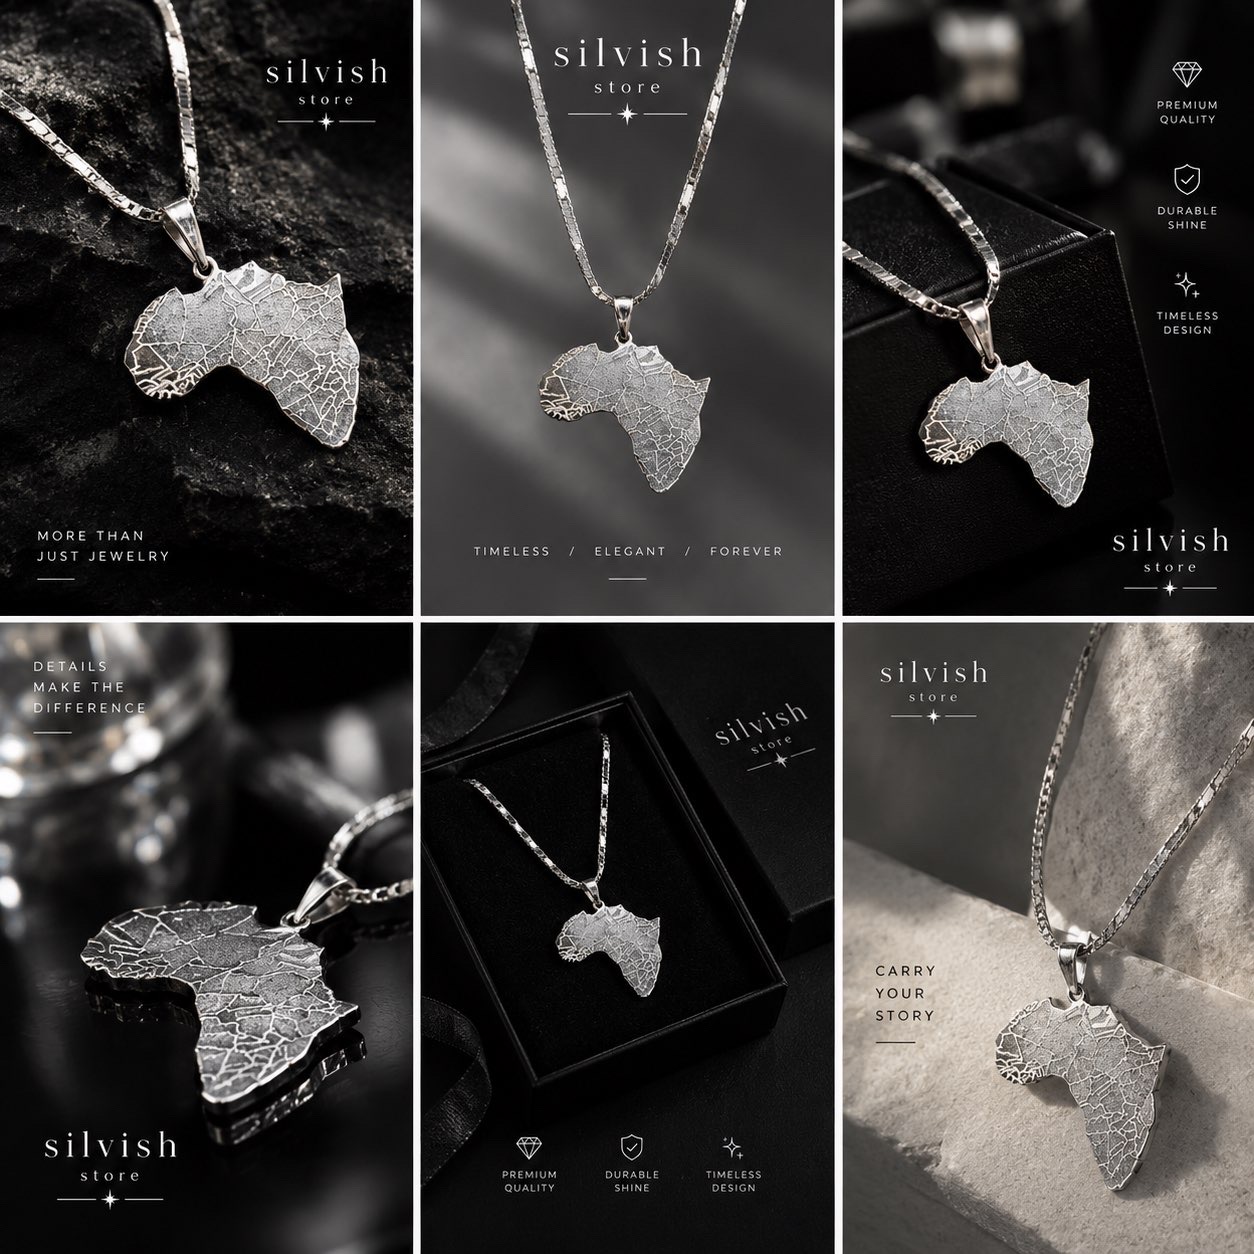 silvish
store
MORE THAN
JUST JEWELRY
silvish
store
TIMELESS / ELEGANT / FOREVER
PREMIUM
QUALITY
DURABLE
SHINE
TIMELESS
DESIGN
silvish
store
DETAILS
MAKE THE
DIFFERENCE
silvish
store
silvish
store
PREMIUM
QUALITY
DURABLE
SHINE
TIMELESS
DESIGN
silvish
store
CARRY
YOUR
STORY